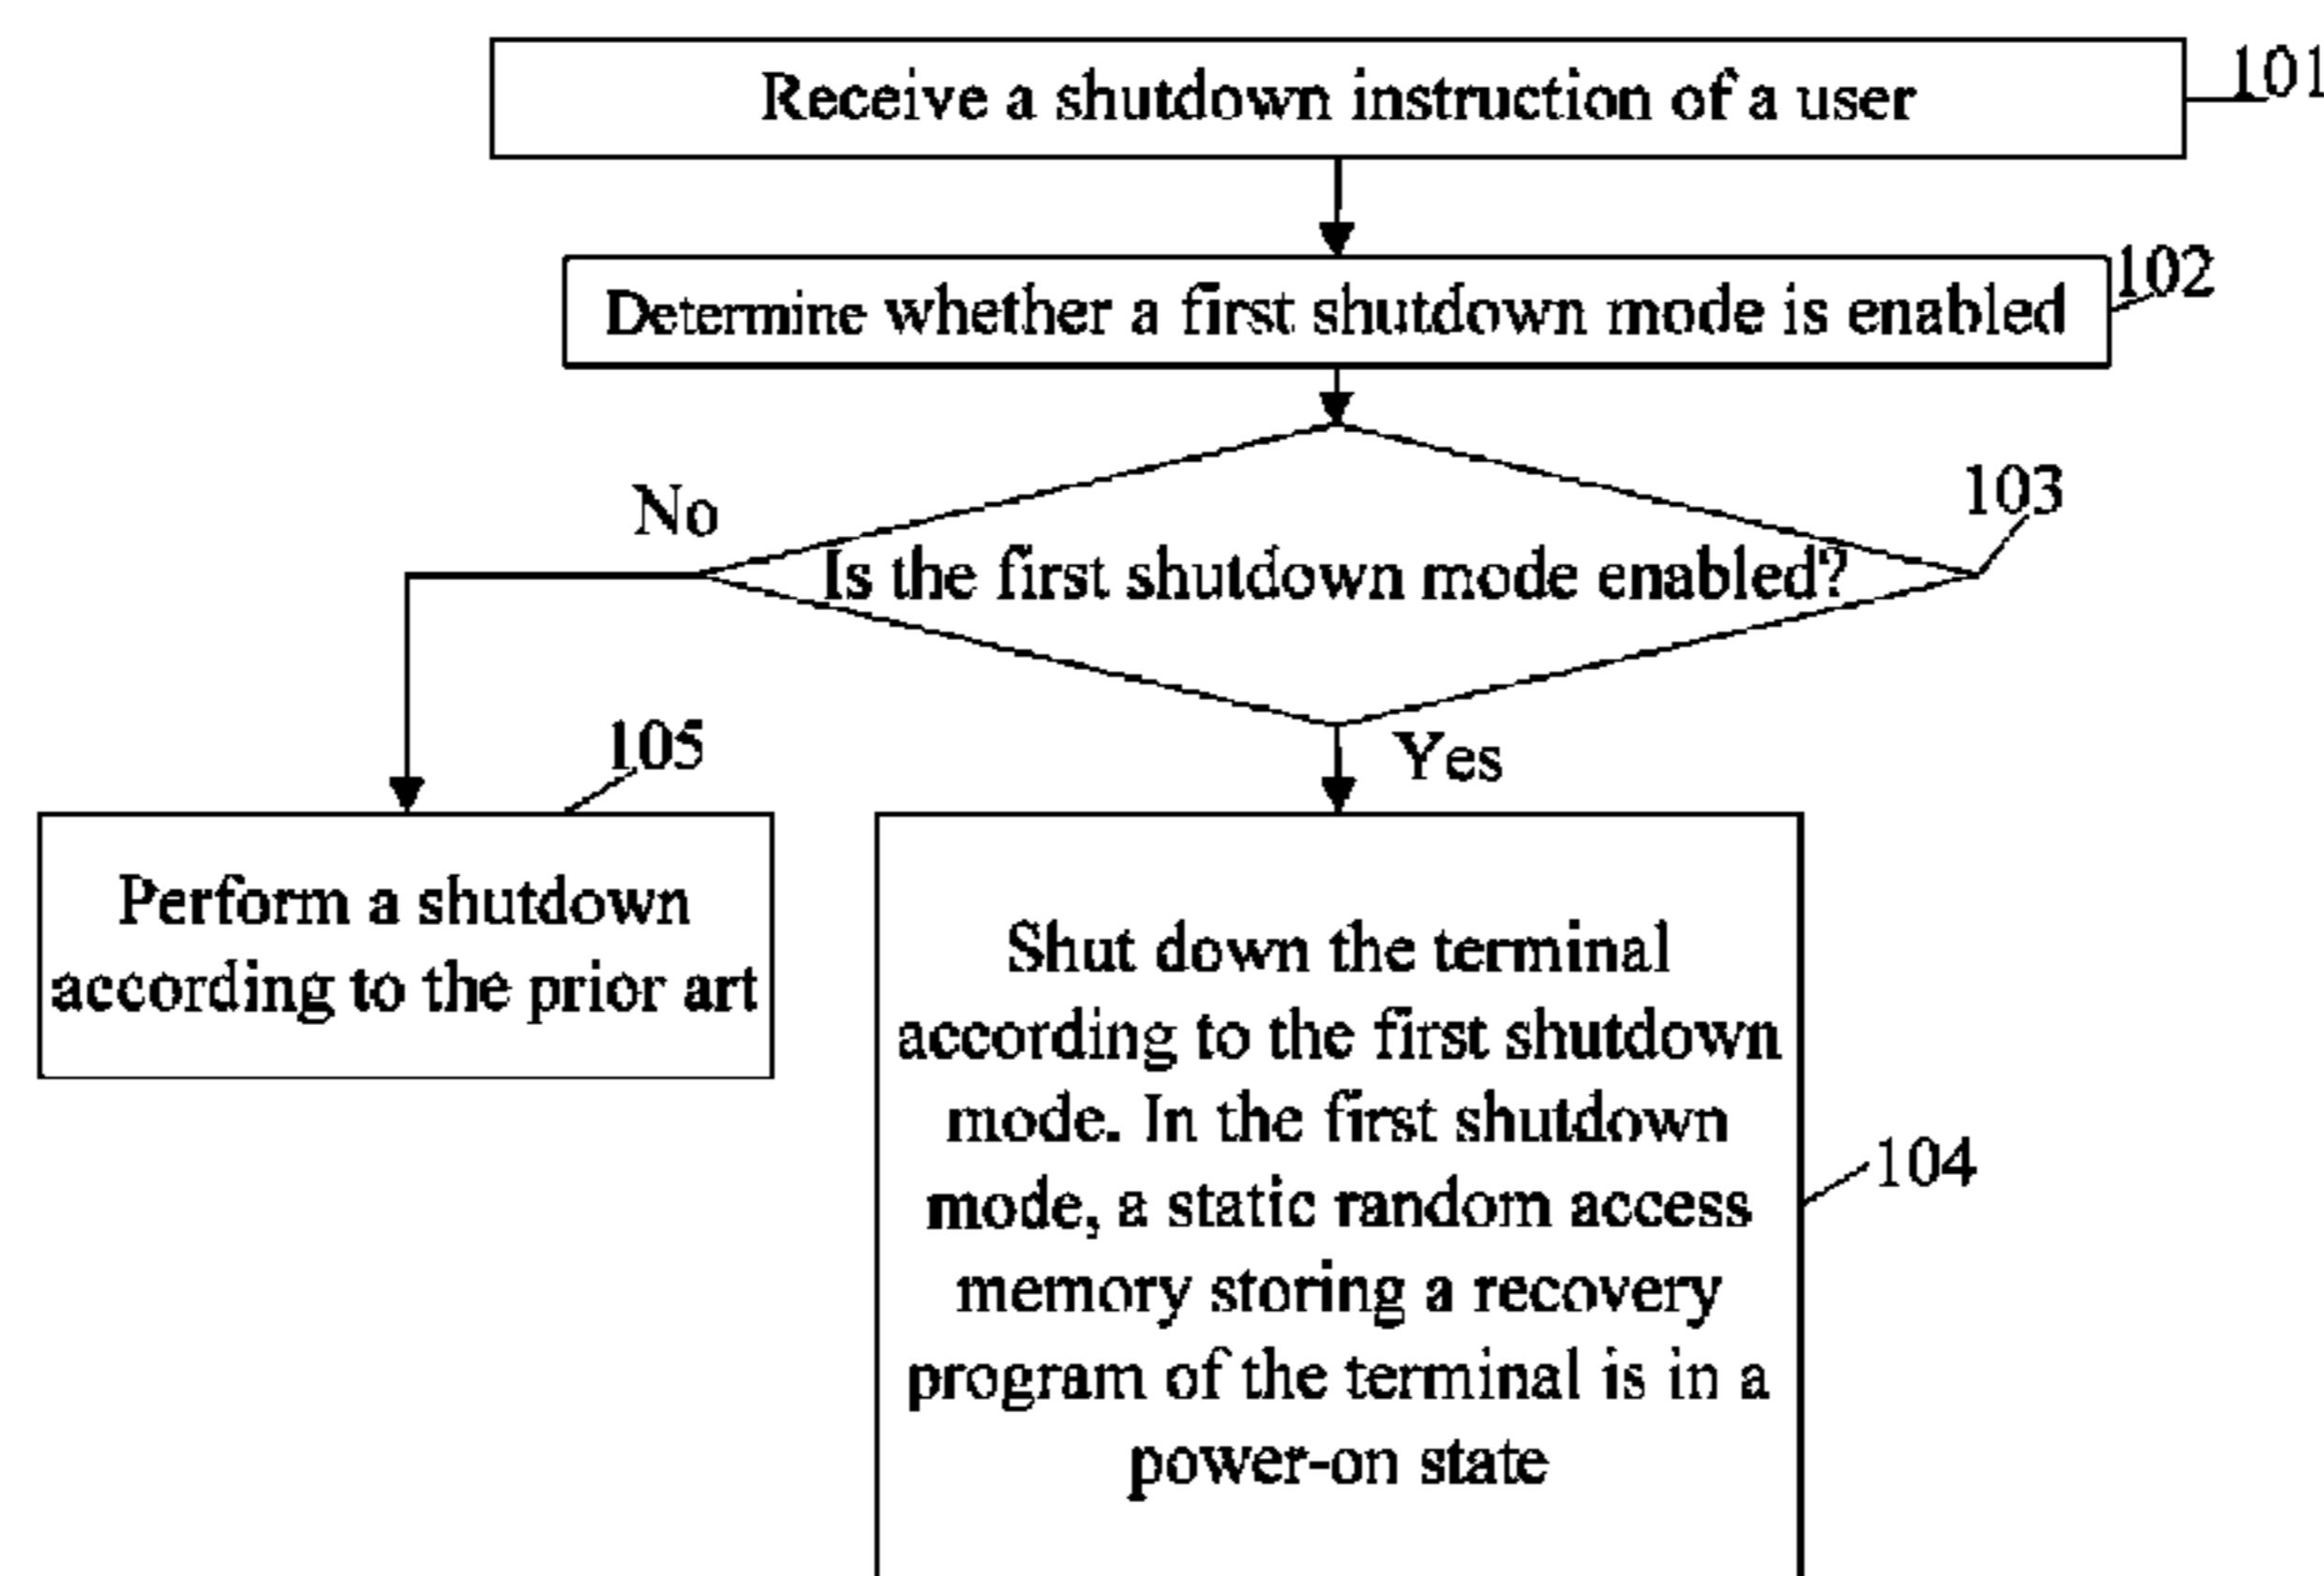 Receive a shutdown instruction of a user
101
Determine whether a first shutdown mode is enabled
102
No
Is the first shutdown mode enabled?
103
105
Yes
Perform a shutdown
according to the prior art
Shut down the terminal
according to the first shutdown
mode. In the first shutdown
mode, a static random access
memory storing a recovery
program of the terminal is in a
power-on state
104